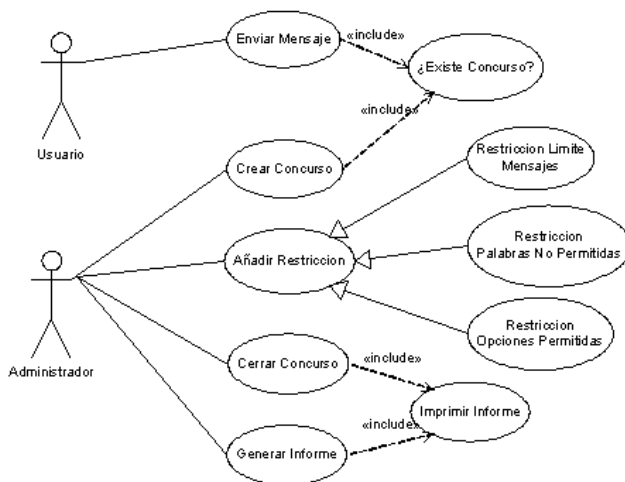 Enviar Mensaje
«include»
¿Existe Concurso?
«include»
Usuario
Crear Concurso
Restriccion Limite
Mensajes
Añadir Restriccion
Restriccion
Palabras No Permitidas
Restriccion
Opciones Permitidas
Administrador
Cerrar Concurso
«include»
Imprimir Informe
«include»
Generar Informe